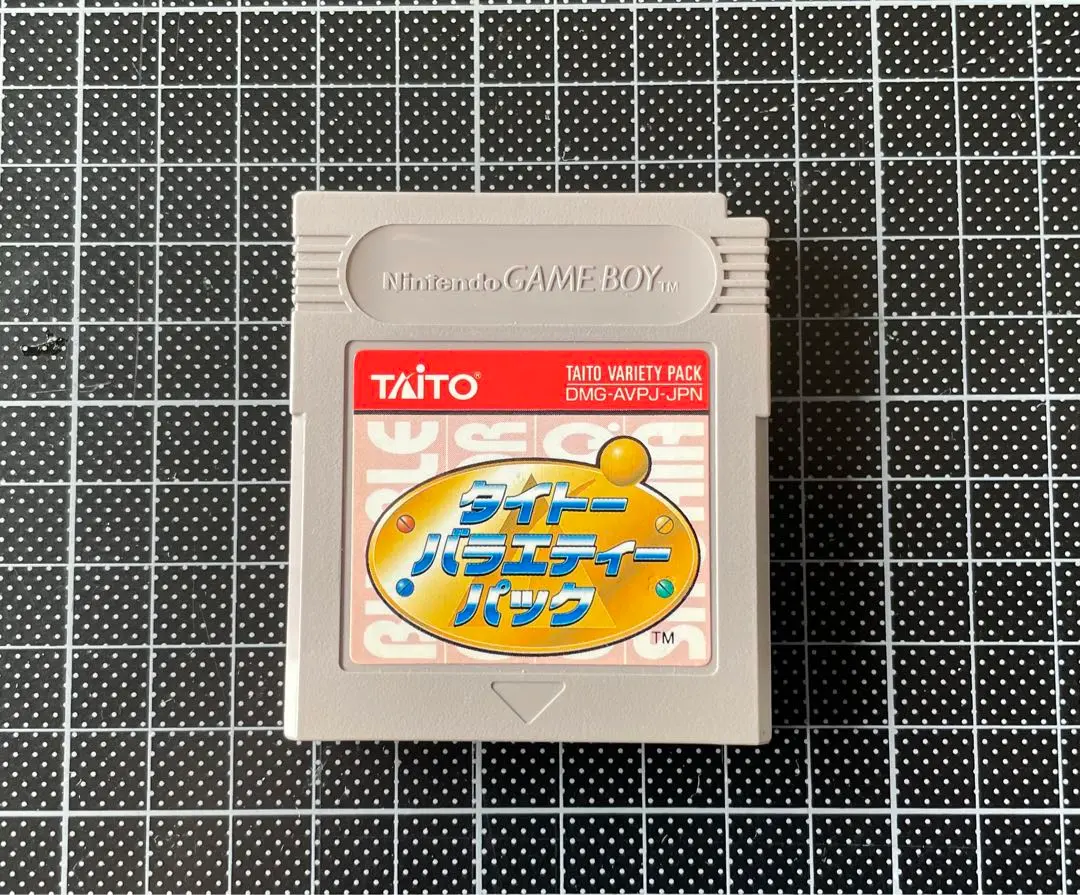 Nintendo GAME BOY TM
TAITO®
TAITO VARIETY PACK
DMG-AVPJ-JPN
タイトー
バラエティー
パック
TM